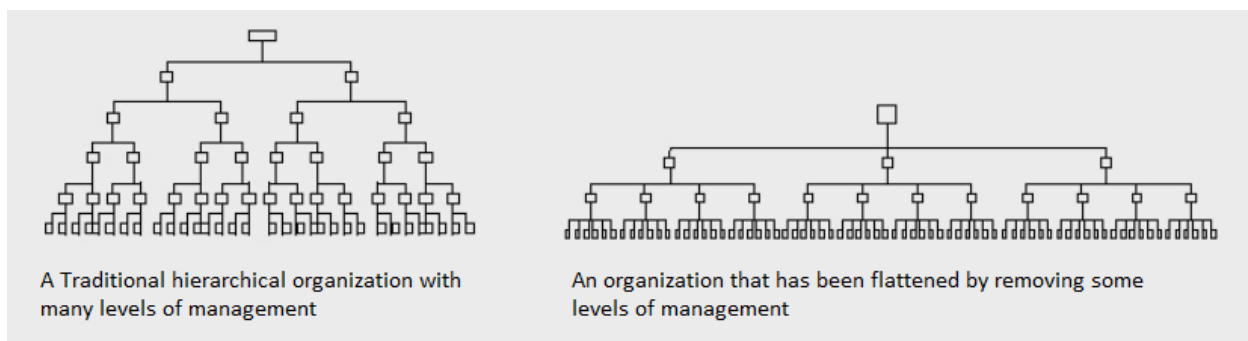 A Traditional hierarchical organization with
many levels of management
An organization that has been flattened by removing some
levels of management